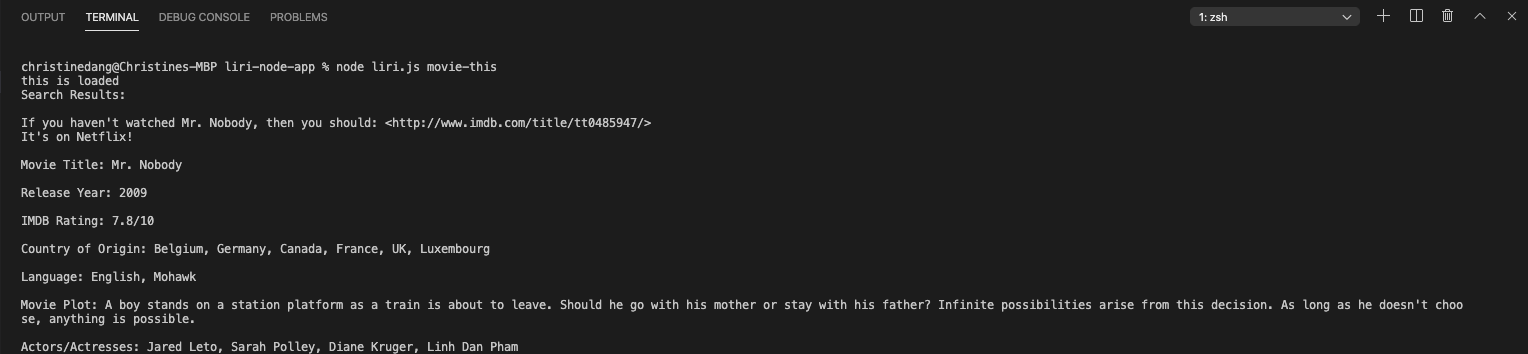 OUTPUT TERMINAL DEBUG CONSOLE PROBLEMS 1: zsh
christinedang@Christines-MBP liri-node-app % node liri.js movie-this
this is loaded
Search Results:
If you haven't watched Mr. Nobody, then you should: <http://www.imdb.com/title/tt0485947/>
It's on Netflix!
Movie Title: Mr. Nobody
Release Year: 2009
IMDB Rating: 7.8/10
Country of Origin: Belgium, Germany, Canada, France, UK, Luxembourg
Language: English, Mohawk
Movie Plot: A boy stands on a station platform as a train is about to leave. Should he go with his mother or stay with his father? Infinite possibilities arise from this decision. As long as he doesn't choo
se, anything is possible.
Actors/Actresses: Jared Leto, Sarah Polley, Diane Kruger, Linh Dan Pham